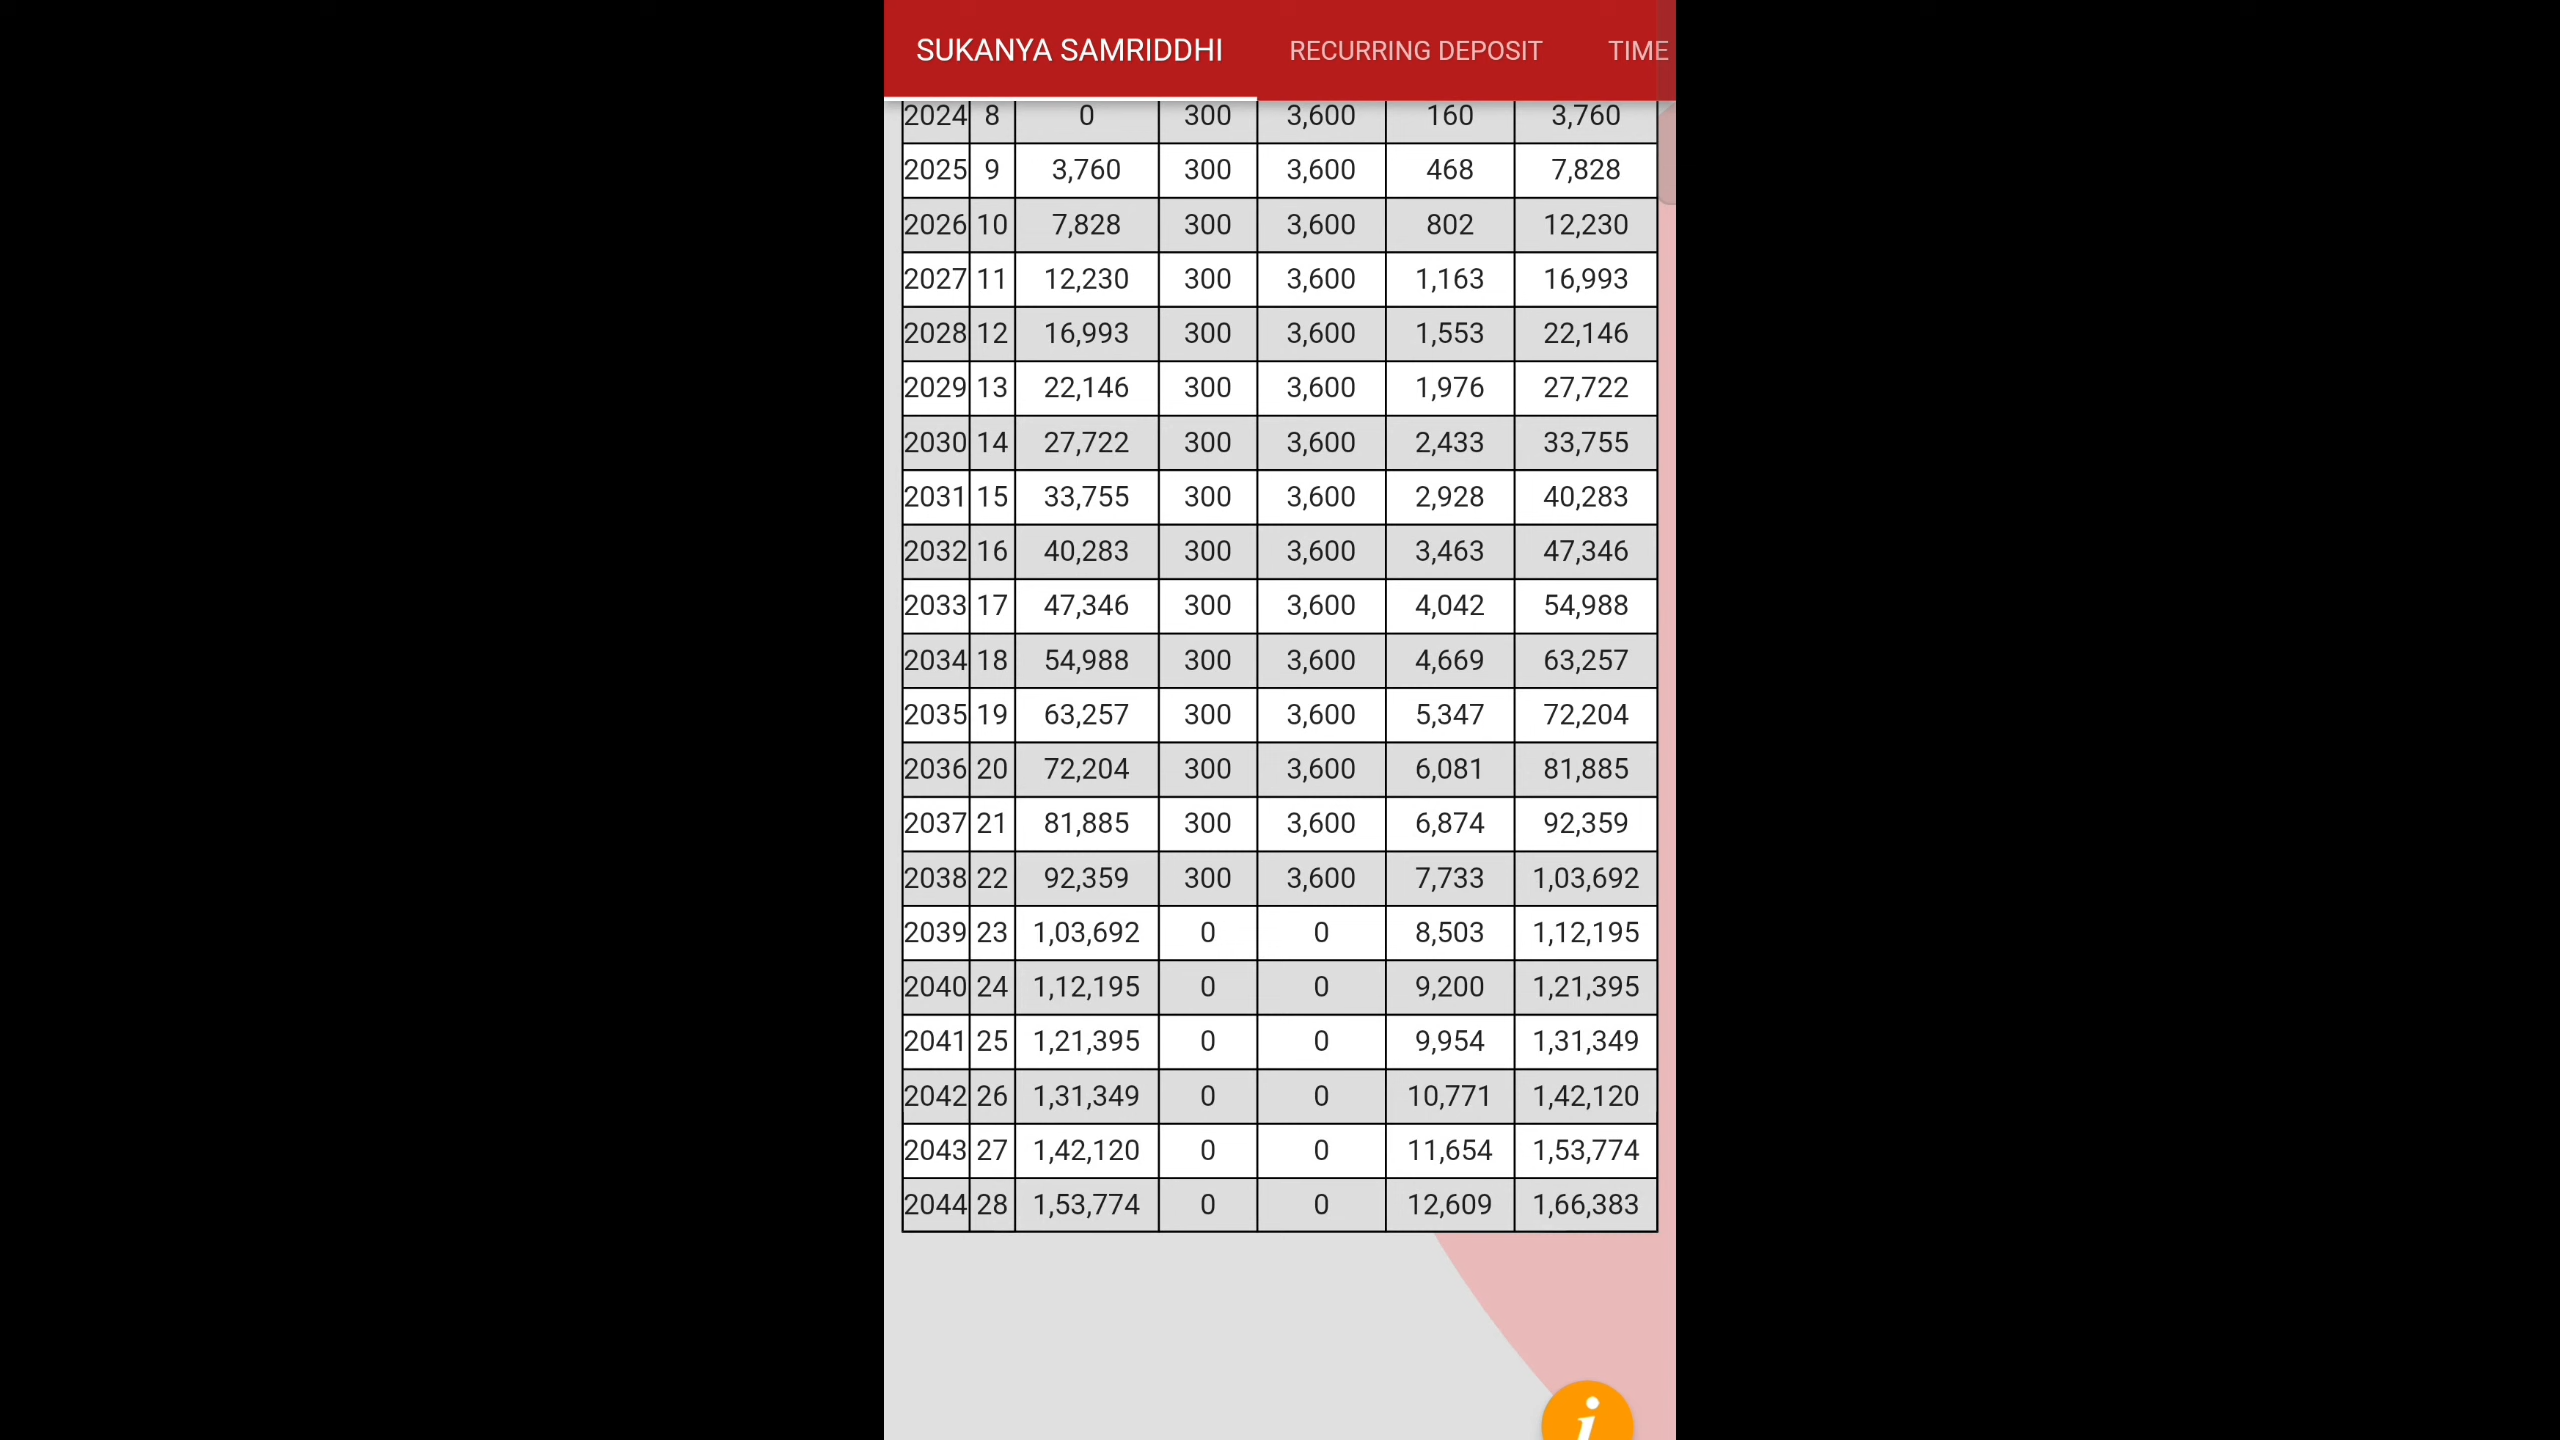 SUKANYA SAMRIDDHI RECURRING DEPOSIT TIME
2024 8 0 300 3,600 160 3,760
2025 9 3,760 300 3,600 468 7,828
2026 10 7,828 300 3,600 802 12,230
2027 11 12,230 300 3,600 1,163 16,993
2028 12 16,993 300 3,600 1,553 22,146
2029 13 22,146 300 3,600 1,976 27,722
2030 14 27,722 300 3,600 2,433 33,755
2031 15 33,755 300 3,600 2,928 40,283
2032 16 40,283 300 3,600 3,463 47,346
2033 17 47,346 300 3,600 4,042 54,988
2034 18 54,988 300 3,600 4,669 63,257
2035 19 63,257 300 3,600 5,347 72,204
2036 20 72,204 300 3,600 6,081 81,885
2037 21 81,885 300 3,600 6,874 92,359
2038 22 92,359 300 3,600 7,733 1,03,692
2039 23 1,03,692 0 0 8,503 1,12,195
2040 24 1,12,195 0 0 9,200 1,21,395
2041 25 1,21,395 0 0 9,954 1,31,349
2042 26 1,31,349 0 0 10,771 1,42,120
2043 27 1,42,120 0 0 11,654 1,53,774
2044 28 1,53,774 0 0 12,609 1,66,383
i